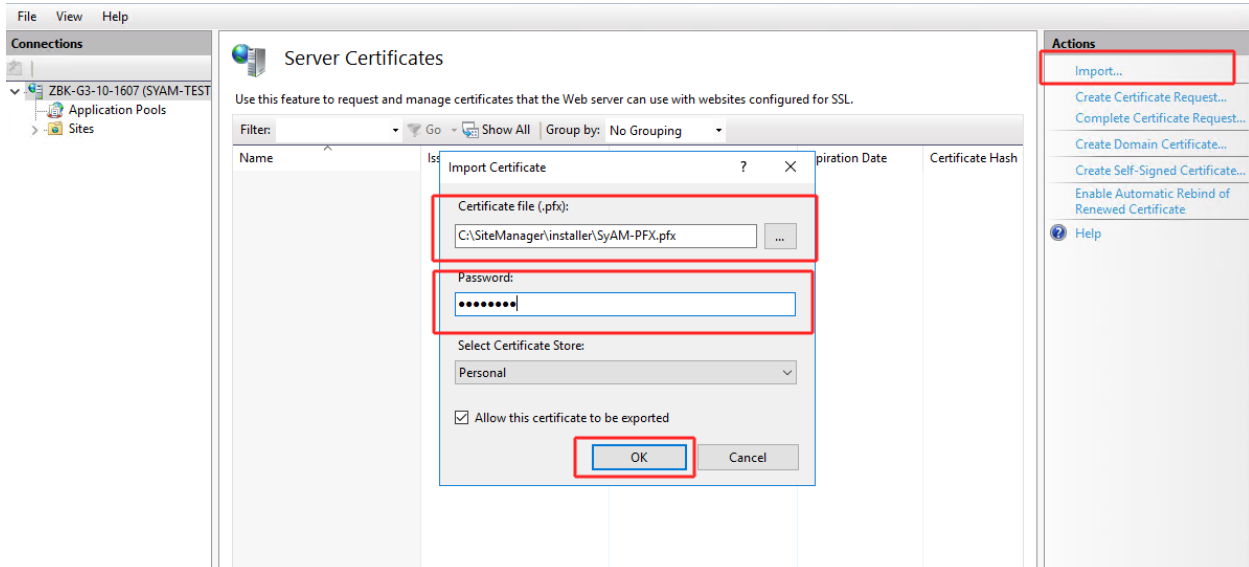 File View Help
Connections
ZBK-G3-10-1607 (SYAM-TEST
Application Pools
Sites
Server Certificates
Use this feature to request and manage certificates that the Web server can use with websites configured for SSL.
Filter: Go Show All Group by: No Grouping
Name Iss piration Date Certificate Hash
Import Certificate ?
Certificate file (.pfx):
C:\SiteManager\installer\SyAM-PFX.pfx ...
Password:
••••••••
Select Certificate Store:
Personal
Allow this certificate to be exported
OK Cancel
Actions
Import...
Create Certificate Request...
Complete Certificate Request...
Create Domain Certificate...
Create Self-Signed Certificate...
Enable Automatic Rebind of
Renewed Certificate
Help